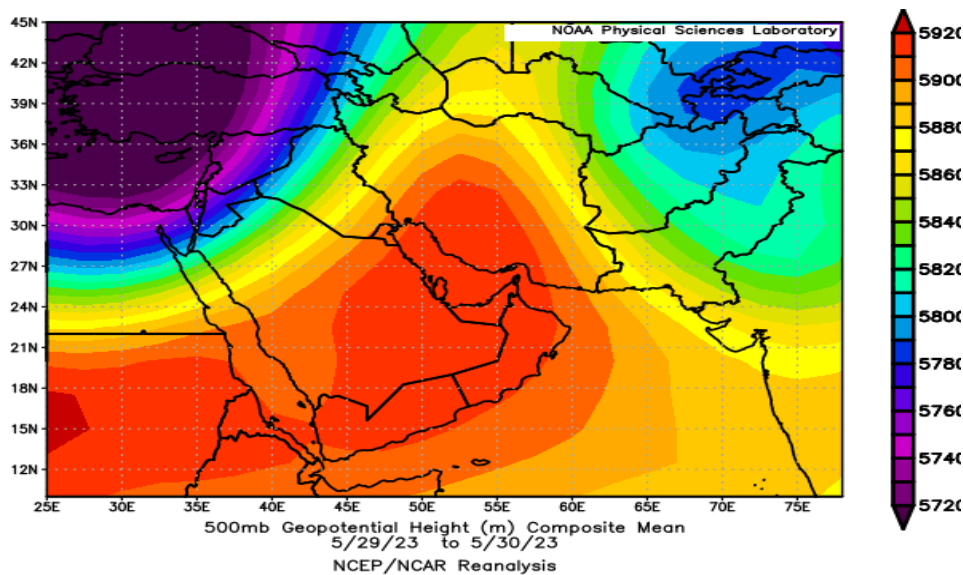 NOAA Physical Sciences Laboratory
45N
42N
39N
36N
33N
30N
27N
24N
21N
18N
15N
12N
25E 30E 35E 40E 45E 50E 55E 60E 65E 70E 75E
5920
5900
5880
5860
5840
5820
5800
5780
5760
5740
5720
500mb Geopotential Height (m) Composite Mean
5/29/23 to 5/30/23
NCEP/NCAR Reanalysis